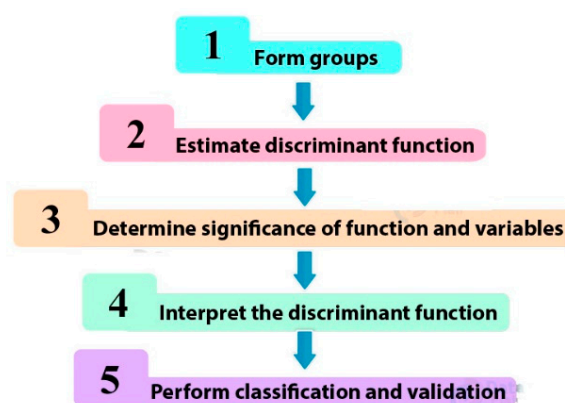 1
Form groups
2
Estimate discriminant function
3
Determine significance of function and variables
4
Interpret the discriminant function
5
Perform classification and validation